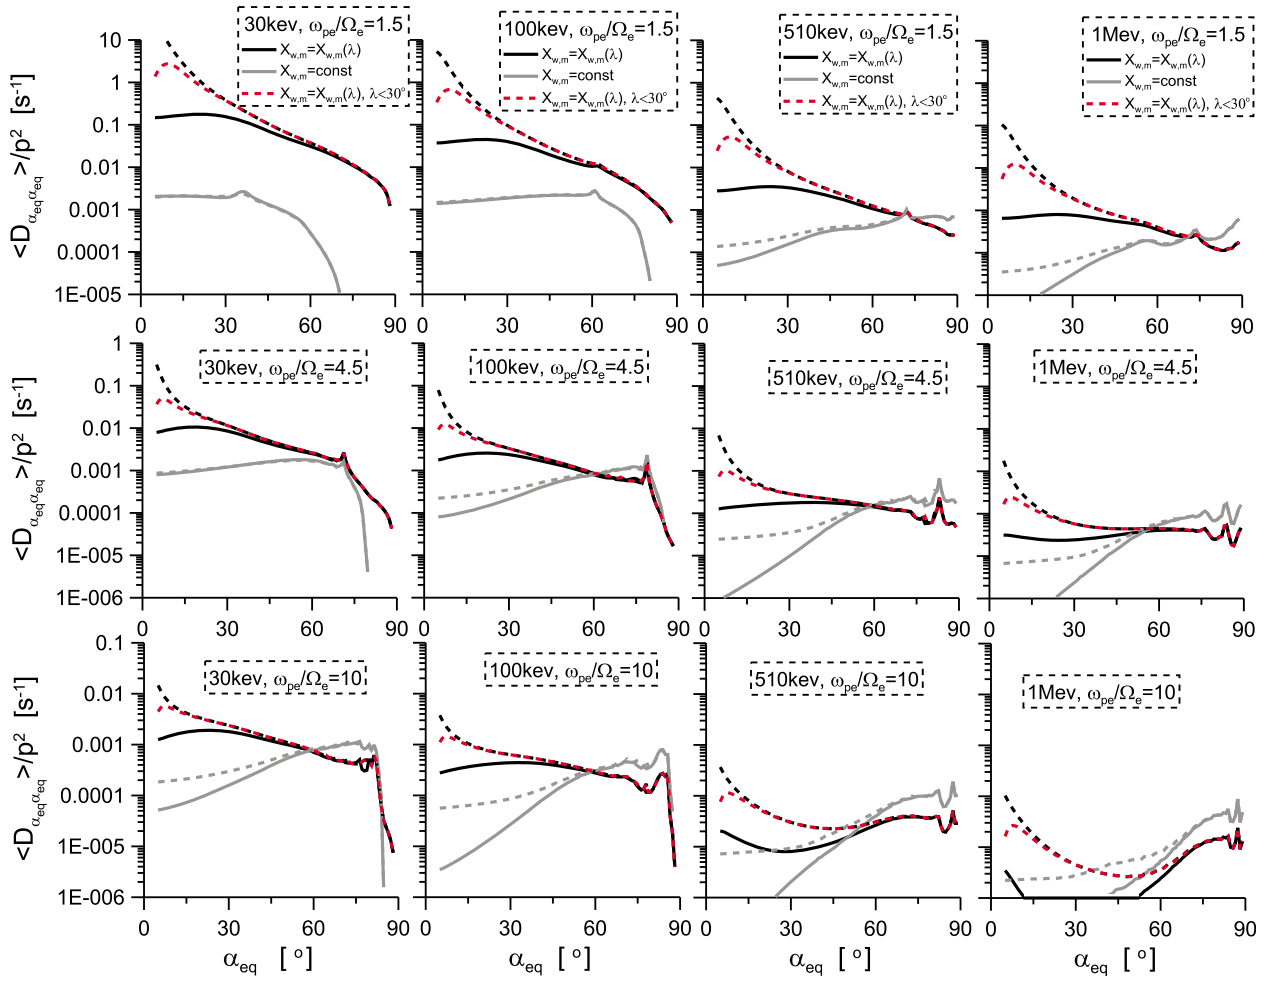 30kev, ωpe/Ωe=1.5
Xw,m=Xw,m(λ)
Xw,m=const
Xw,m=Xw,m(λ), λ<30°
100kev, ωpe/Ωe=1.5
Xw,m=Xw,m(λ)
Xw,m=const
Xw,m=Xw,m(λ), λ<30°
510kev, ωpe/Ωe=1.5
Xw,m=Xw,m(λ)
Xw,m=const
Xw,m=Xw,m(λ), λ<30°
1Mev, ωpe/Ωe=1.5
Xw,m=Xw,m(λ)
Xw,m=const
Xw,m=Xw,m(λ), λ<30°
<Dαeqαeq>/p² [s⁻¹]
10
1
0.1
0.01
0.001
0.0001
1E-005
0 30 60 90
0 30 60 90
0 30 60 90
0 30 60 90
30kev, ωpe/Ωe=4.5
100kev, ωpe/Ωe=4.5
510kev, ωpe/Ωe=4.5
1Mev, ωpe/Ωe=4.5
<Dαeqαeq>/p² [s⁻¹]
1
0.1
0.01
0.001
0.0001
1E-005
1E-006
0 30 60 90
0 30 60 90
0 30 60 90
0 30 60 90
30kev, ωpe/Ωe=10
100kev, ωpe/Ωe=10
510kev, ωpe/Ωe=10
1Mev, ωpe/Ωe=10
<Dαeqαeq>/p² [s⁻¹]
0.1
0.01
0.001
0.0001
1E-005
1E-006
0 30 60 90
0 30 60 90
0 30 60 90
0 30 60 90
αeq [°]
αeq [°]
αeq [°]
αeq [°]